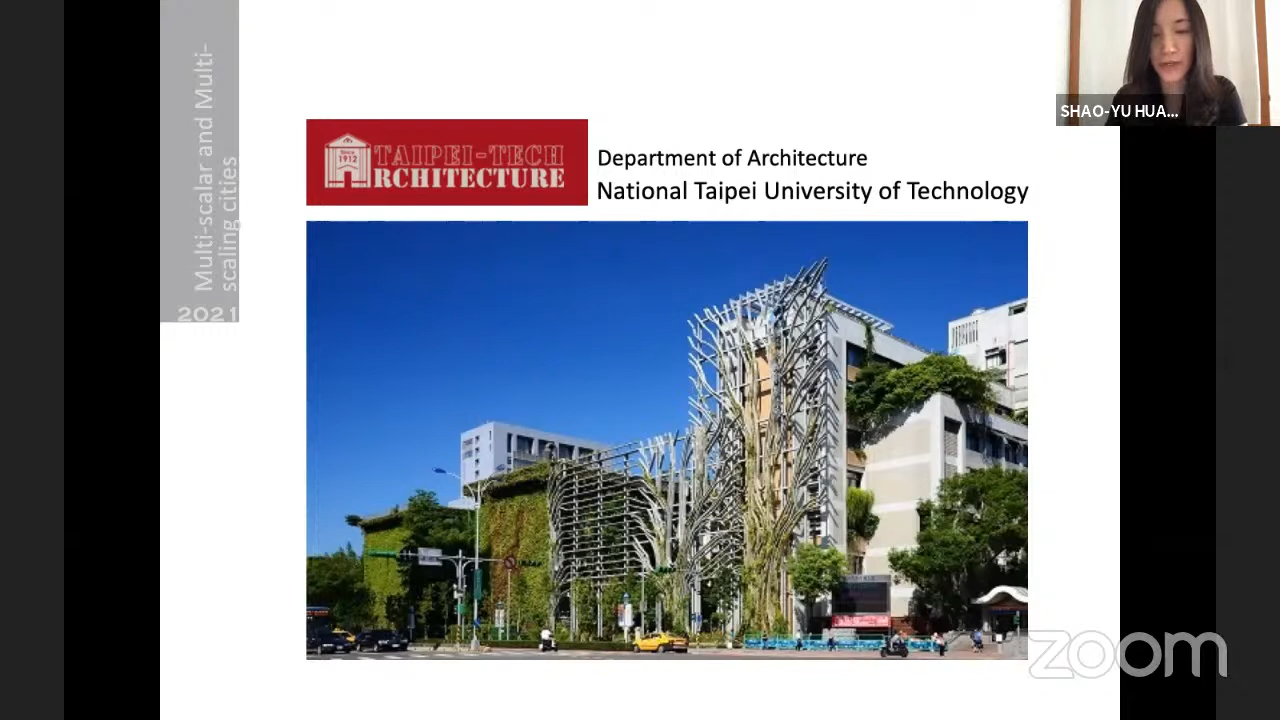 Multi-scalar and Multi-
scaling cities
2021
Since
1912
TAIPEI-TECH
ARCHITECTURE
Department of Architecture
National Taipei University of Technology
SHAO-YU HUA...
zoom